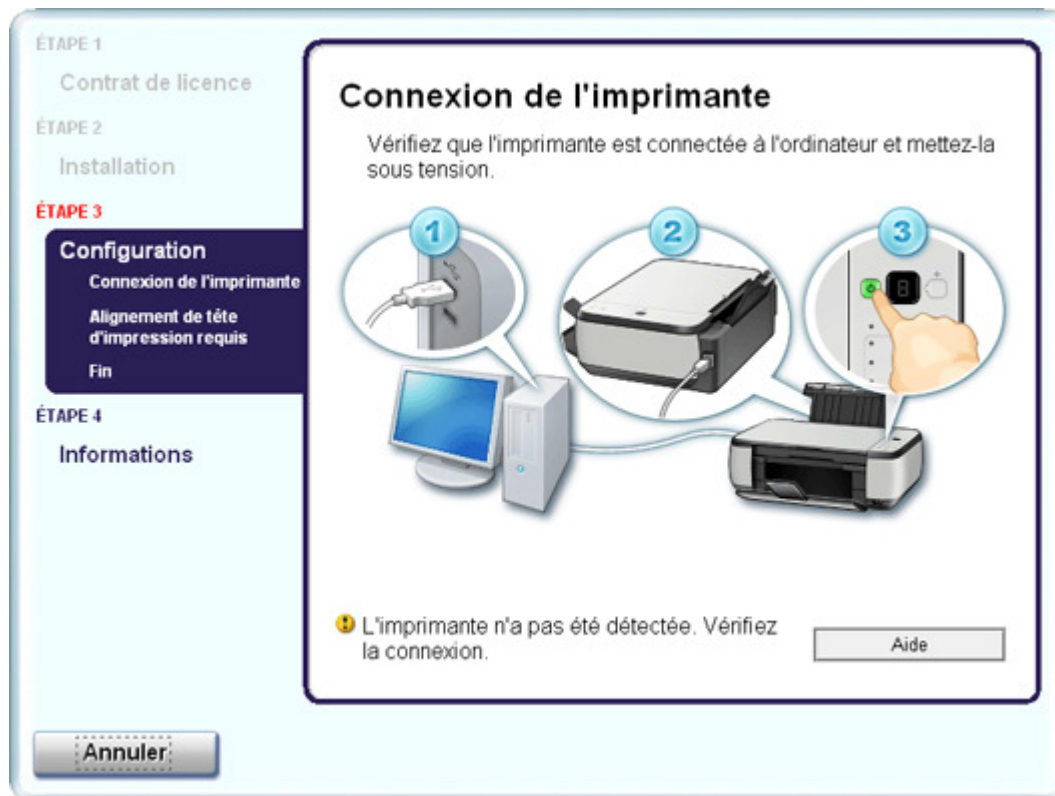 ÉTAPE 1
Contrat de licence
ÉTAPE 2
Installation
ÉTAPE 3
Configuration
Connexion de l'imprimante
Alignement de tête
d'impression requis
Fin
ÉTAPE 4
Informations
Connexion de l'imprimante
Vérifiez que l'imprimante est connectée à l'ordinateur et mettez-la
sous tension.
1
2
3
8
L'imprimante n'a pas été détectée. Vérifiez
la connexion.
Aide
Annuler